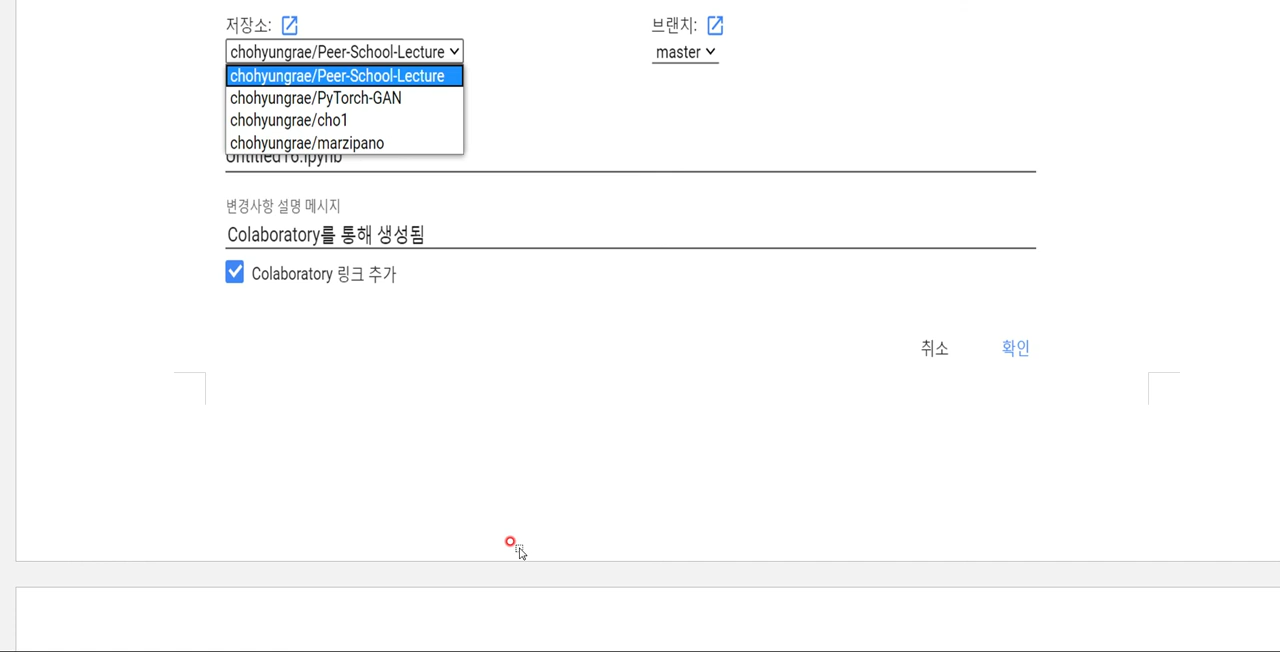 저장소:
브랜치:
chohyungrae/Peer-School-Lecture
master
chohyungrae/Peer-School-Lecture
chohyungrae/PyTorch-GAN
chohyungrae/cho1
chohyungrae/marzipano
Untitled16.ipynb
변경사항 설명 메시지
Colaboratory를 통해 생성됨
Colaboratory 링크 추가
취소
확인